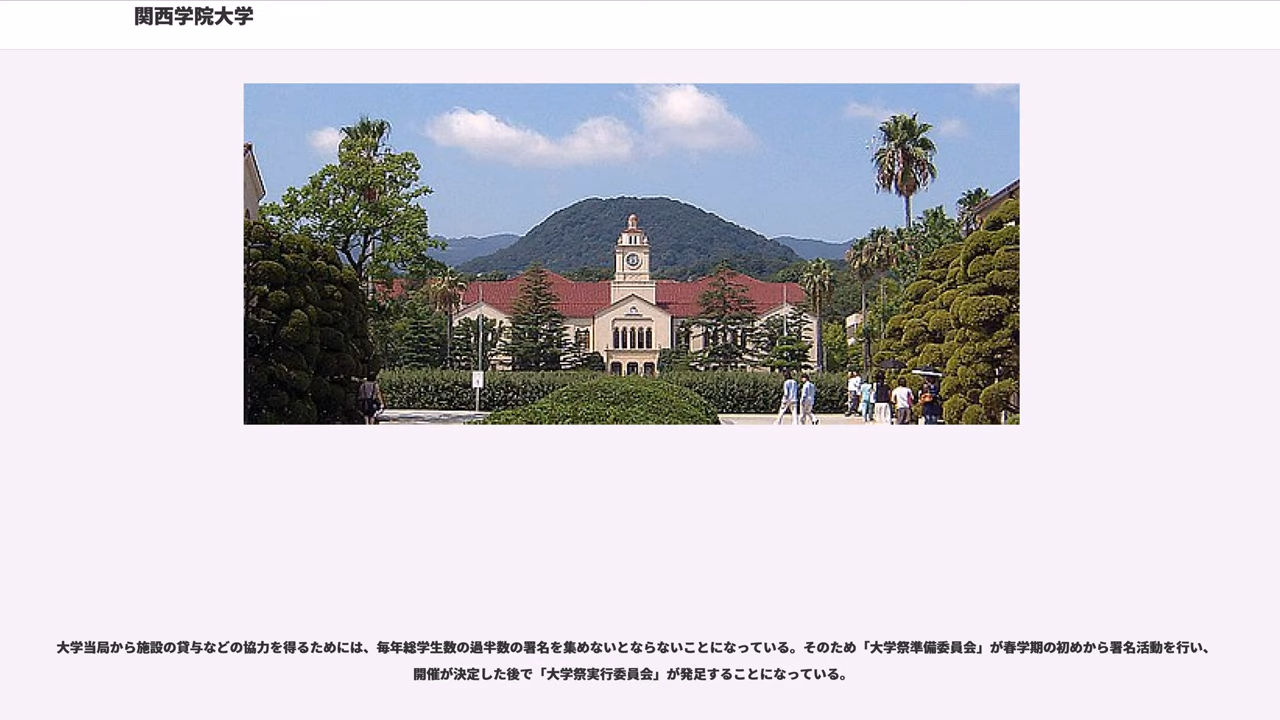 関西学院大学
大学当局から施設の貸与などの協力を得るためには、毎年総学生数の過半数の署名を集めないとならないことになっている。そのため「大学祭準備委員会」が春学期の初めから署名活動を行い、
開催が決定した後で「大学祭実行委員会」が発足することになっている。